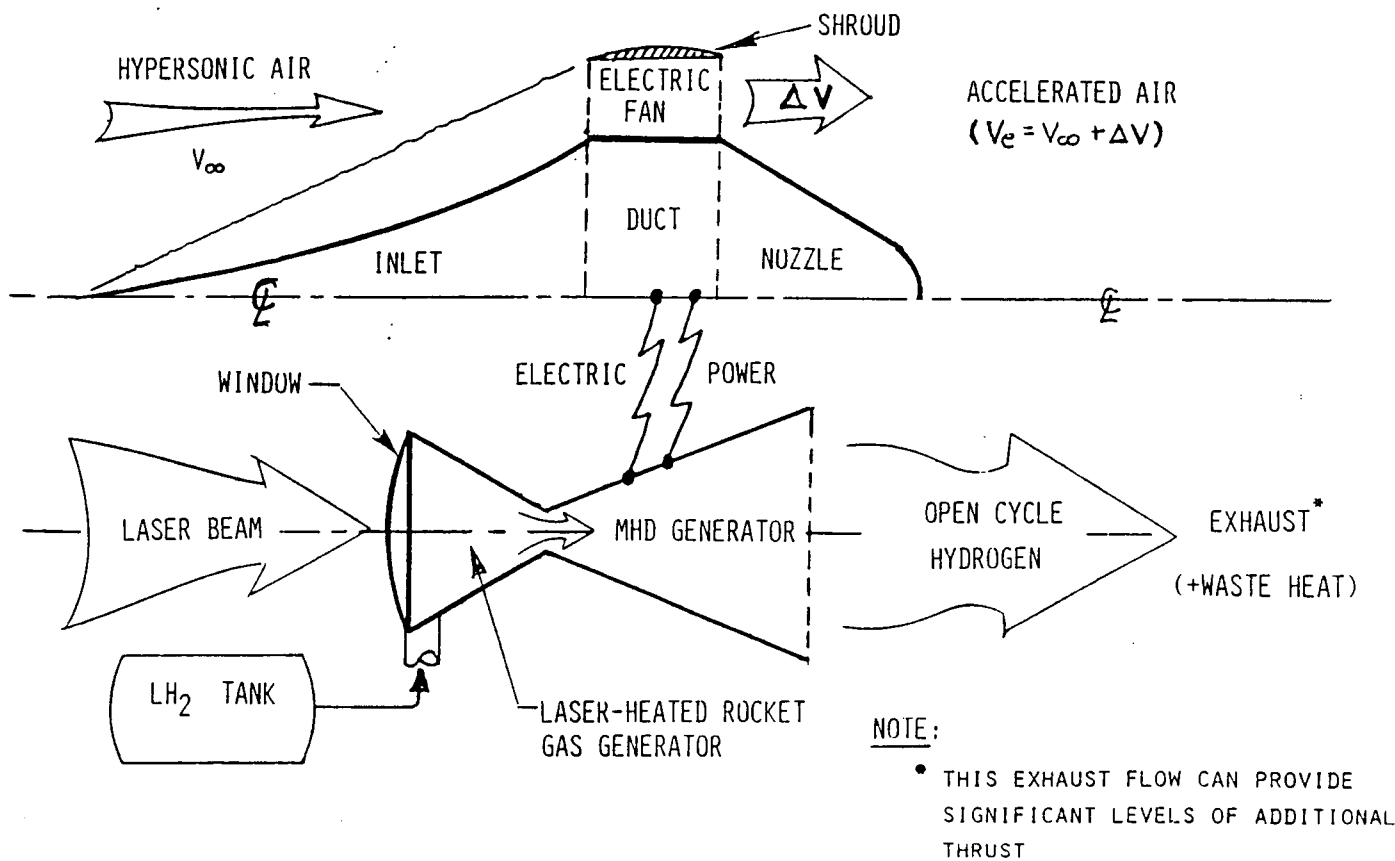 SHROUD
HYPERSONIC AIR
V∞
ELECTRIC
FAN
ΔV
ACCELERATED AIR
(Ve = V∞ + ΔV)
DUCT
INLET
NOZZLE
℄
℄
ELECTRIC POWER
WINDOW
LASER BEAM
MHD GENERATOR
OPEN CYCLE
HYDROGEN
EXHAUST*
(+WASTE HEAT)
LH2 TANK
LASER-HEATED ROCKET
GAS GENERATOR
NOTE:
• THIS EXHAUST FLOW CAN PROVIDE
SIGNIFICANT LEVELS OF ADDITIONAL
THRUST